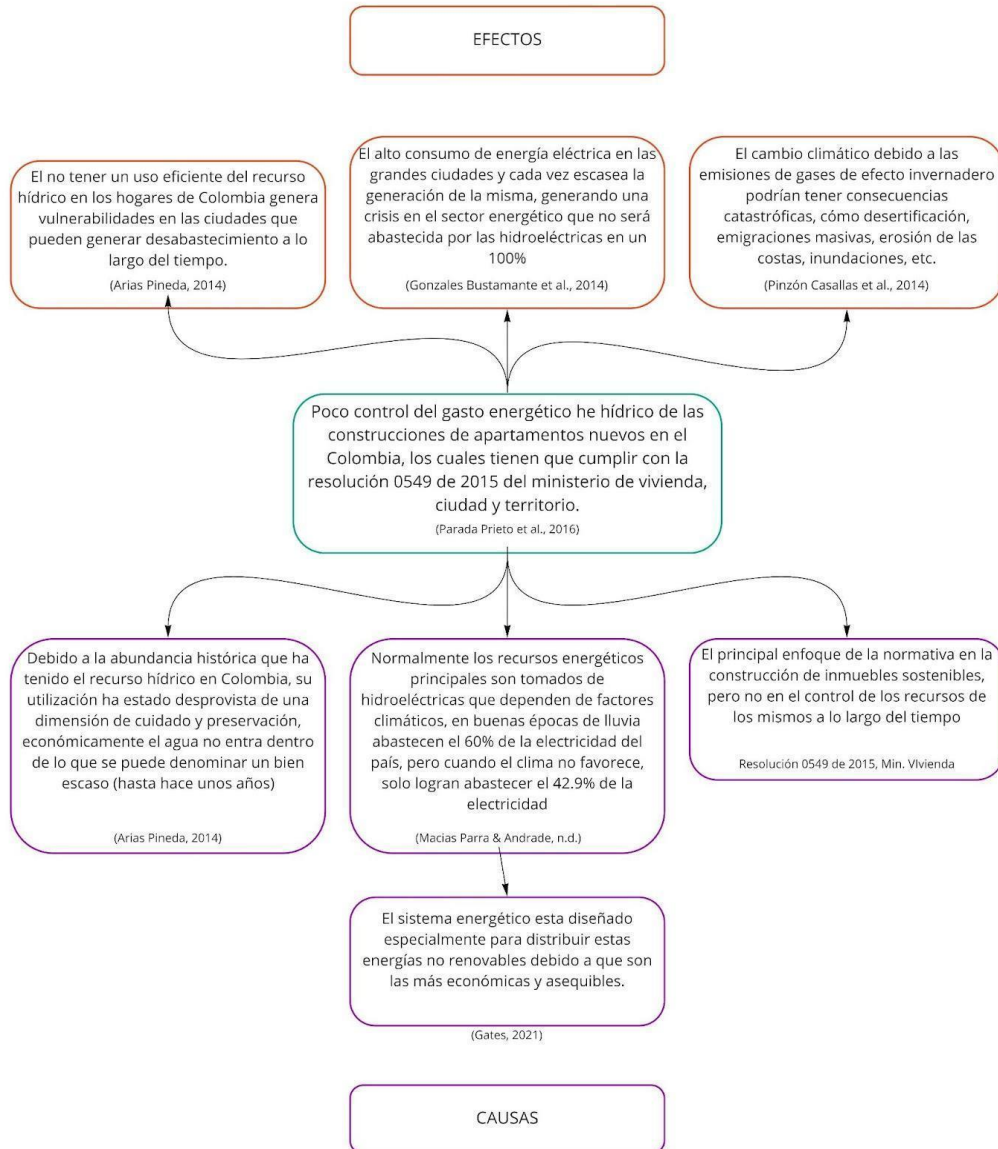 EFECTOS
El no tener un uso eficiente del recurso
hídrico en los hogares de Colombia genera
vulnerabilidades en las ciudades que
pueden generar desabastecimiento a lo
largo del tiempo.
(Arias Pineda, 2014)
El alto consumo de energía eléctrica en las
grandes ciudades y cada vez escasea la
generación de la misma, generando una
crisis en el sector energético que no será
abastecida por las hidroeléctricas en un
100%
(Gonzales Bustamante et al., 2014)
El cambio climático debido a las
emisiones de gases de efecto invernadero
podrían tener consecuencias
catastróficas, cómo desertificación,
emigraciones masivas, erosión de las
costas, inundaciones, etc.
(Pinzón Casallas et al., 2014)
Poco control del gasto energético he hídrico de las
construcciones de apartamentos nuevos en el
Colombia, los cuales tienen que cumplir con la
resolución 0549 de 2015 del ministerio de vivienda,
ciudad y territorio.
(Parada Prieto et al., 2016)
Debido a la abundancia histórica que ha
tenido el recurso hídrico en Colombia, su
utilización ha estado desprovista de una
dimensión de cuidado y preservación,
económicamente el agua no entra dentro
de lo que se puede denominar un bien
escaso (hasta hace unos años)
(Arias Pineda, 2014)
Normalmente los recursos energéticos
principales son tomados de
hidroeléctricas que dependen de factores
climáticos, en buenas épocas de lluvia
abastecen el 60% de la electricidad del
país, pero cuando el clima no favorece,
solo logran abastecer el 42.9% de la
electricidad
(Macias Parra & Andrade, n.d.)
El principal enfoque de la normativa en la
construcción de inmuebles sostenibles,
pero no en el control de los recursos de
los mismos a lo largo del tiempo
Resolución 0549 de 2015, Min. VIvienda
El sistema energético esta diseñado
especialmente para distribuir estas
energías no renovables debido a que son
las más económicas y asequibles.
(Gates, 2021)
CAUSAS